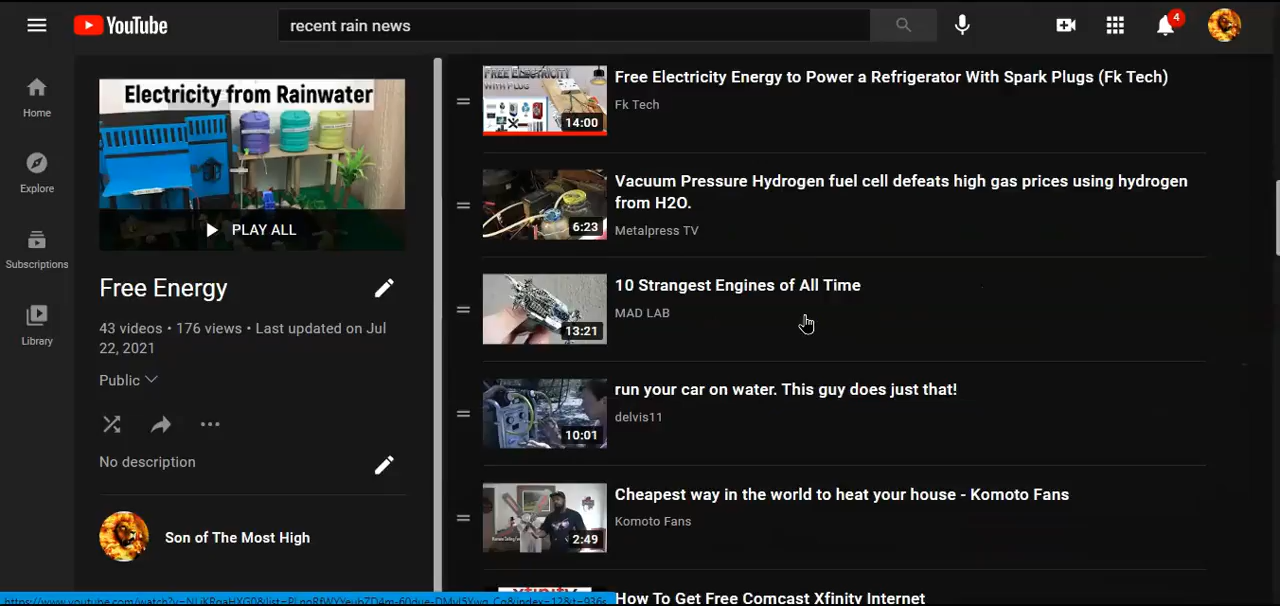 YouTube
recent rain news
4
Home
Explore
Subscriptions
Library
Electricity from Rainwater
PLAY ALL
Free Energy
43 videos • 176 views • Last updated on Jul
22, 2021
Public
No description
Son of The Most High
FREE ELECTRICITY
WITH PLUG
14:00
Free Electricity Energy to Power a Refrigerator With Spark Plugs (Fk Tech)
Fk Tech
6:23
Vacuum Pressure Hydrogen fuel cell defeats high gas prices using hydrogen
from H2O.
Metalpress TV
13:21
10 Strangest Engines of All Time
MAD LAB
10:01
run your car on water. This guy does just that!
delvis11
2:49
Cheapest way in the world to heat your house - Komoto Fans
Komoto Fans
How To Get Free Comcast Xfinity Internet